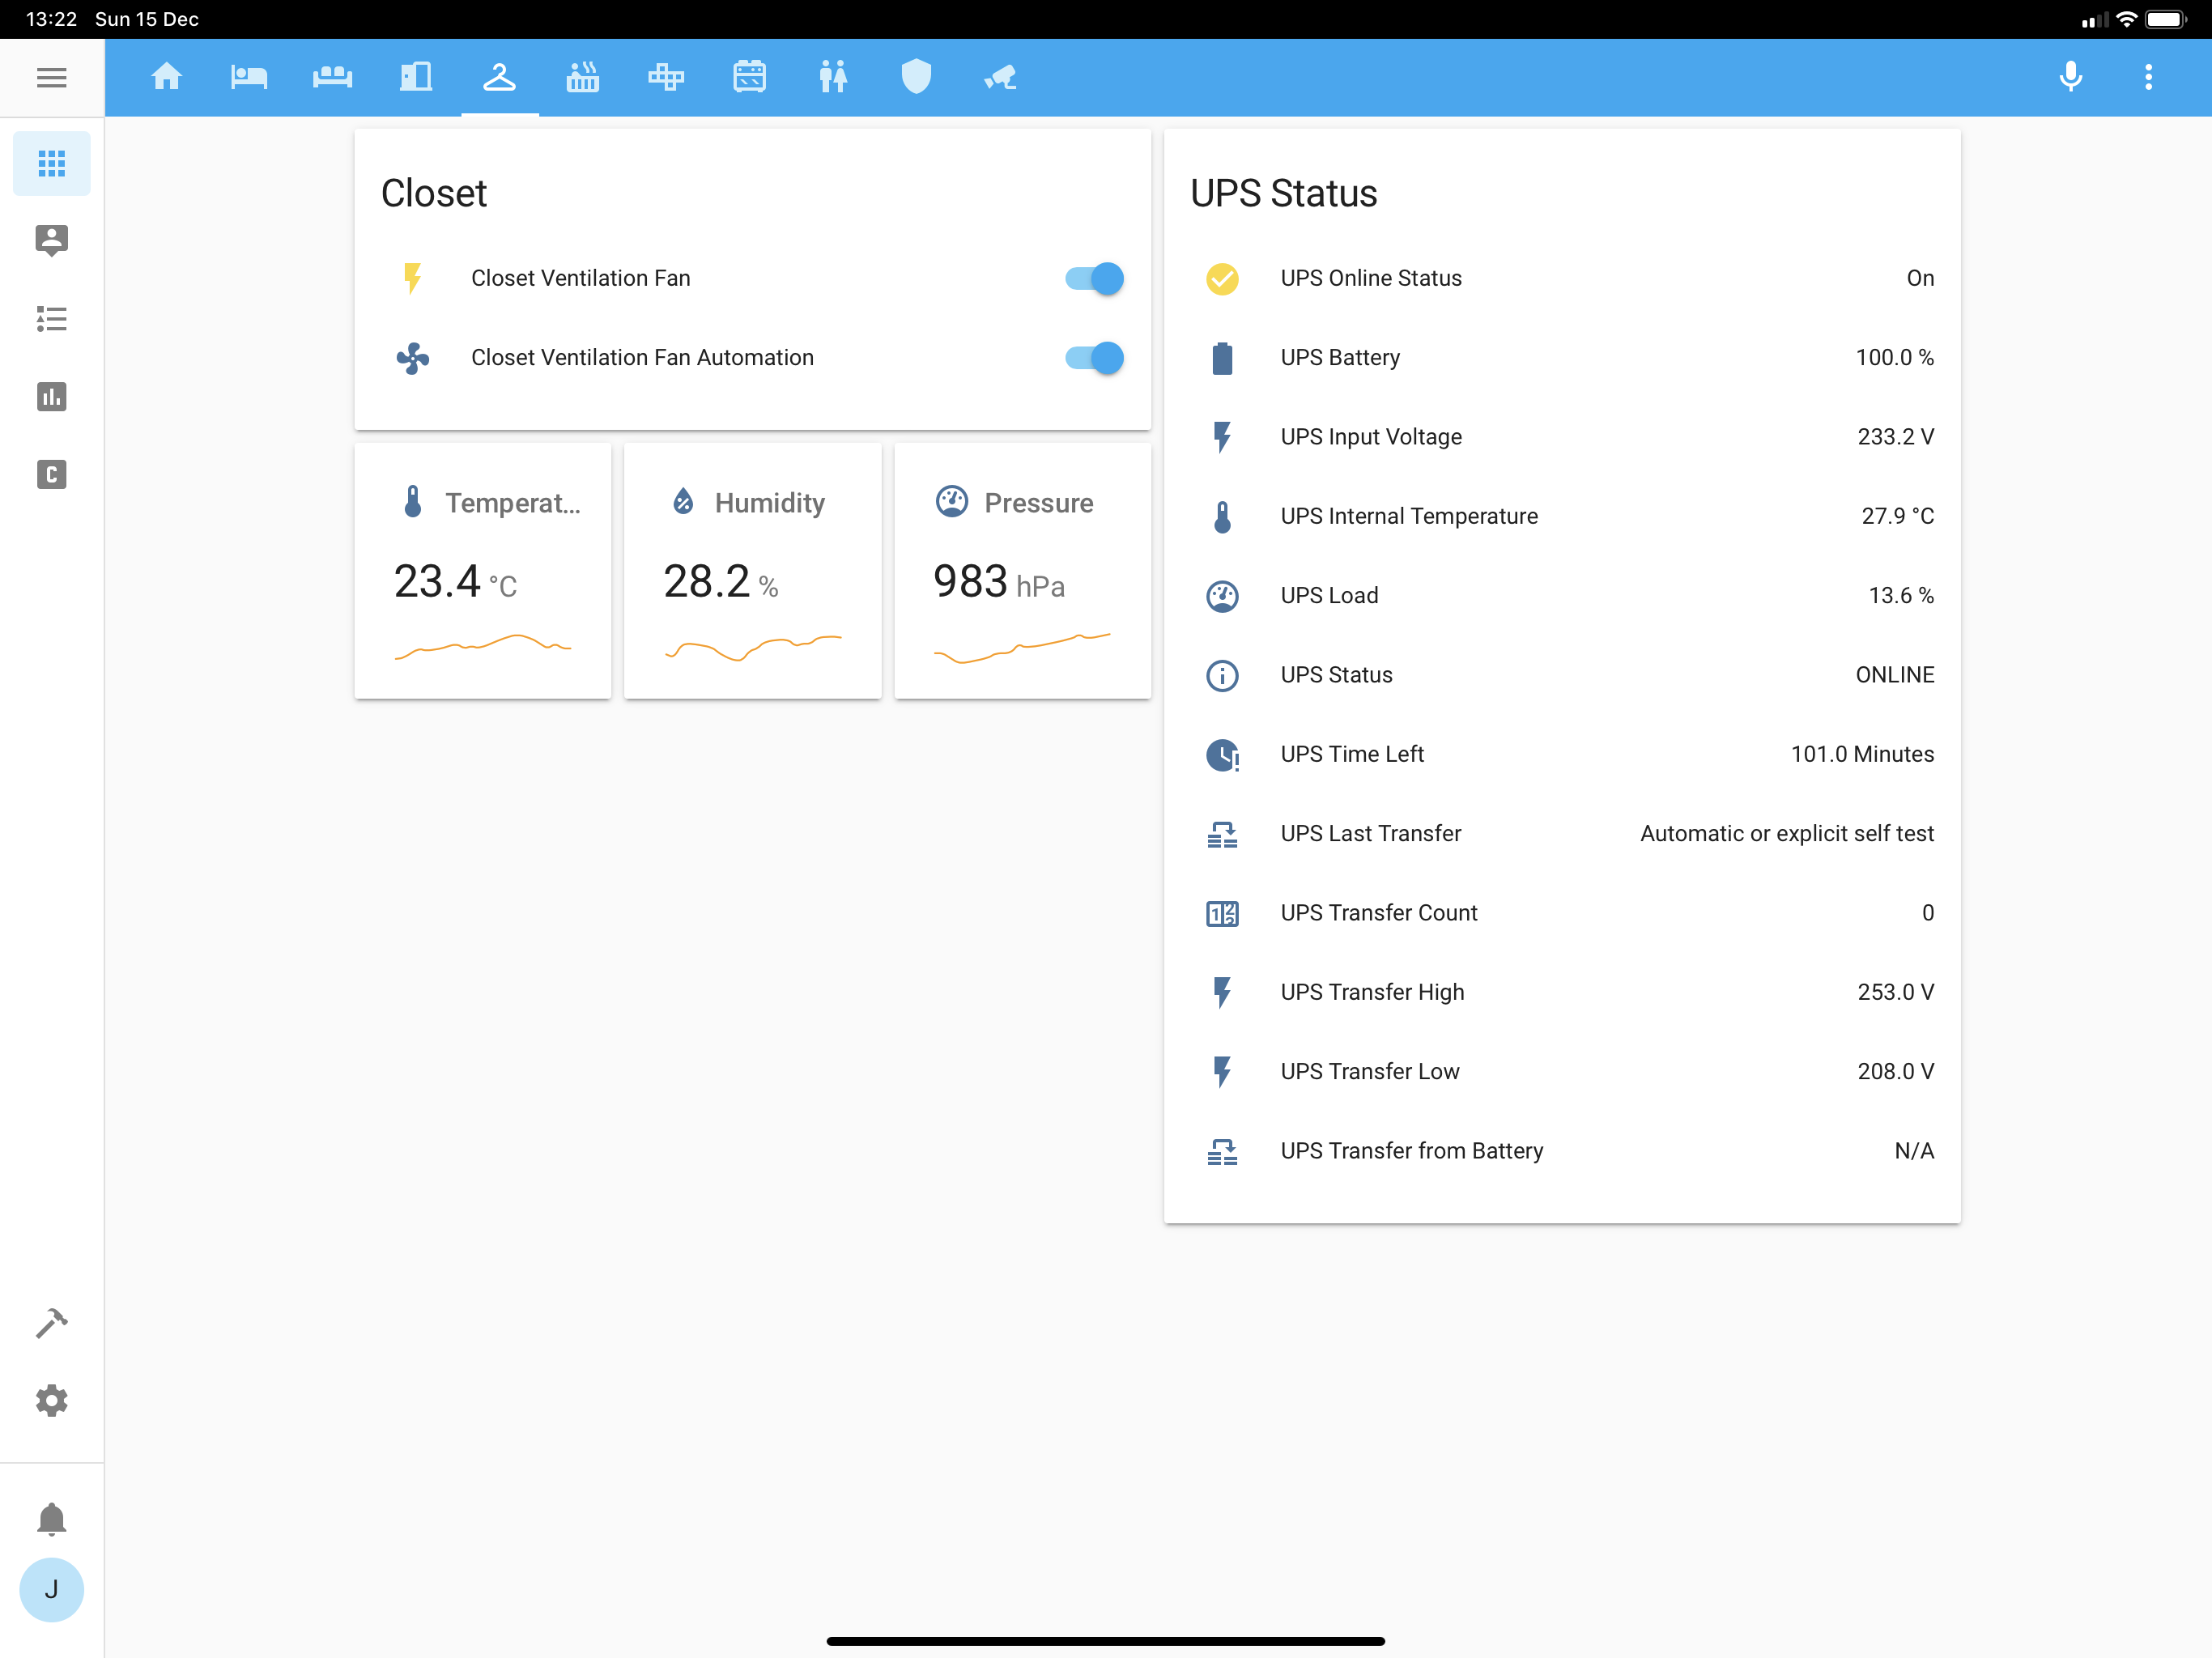 13:22 Sun 15 Dec
Closet
Closet Ventilation Fan
Closet Ventilation Fan Automation
Temperat...
23.4 °C
Humidity
28.2 %
Pressure
983 hPa
UPS Status
UPS Online Status On
UPS Battery 100.0 %
UPS Input Voltage 233.2 V
UPS Internal Temperature 27.9 °C
UPS Load 13.6 %
UPS Status ONLINE
UPS Time Left 101.0 Minutes
UPS Last Transfer Automatic or explicit self test
UPS Transfer Count 0
UPS Transfer High 253.0 V
UPS Transfer Low 208.0 V
UPS Transfer from Battery N/A
C
J